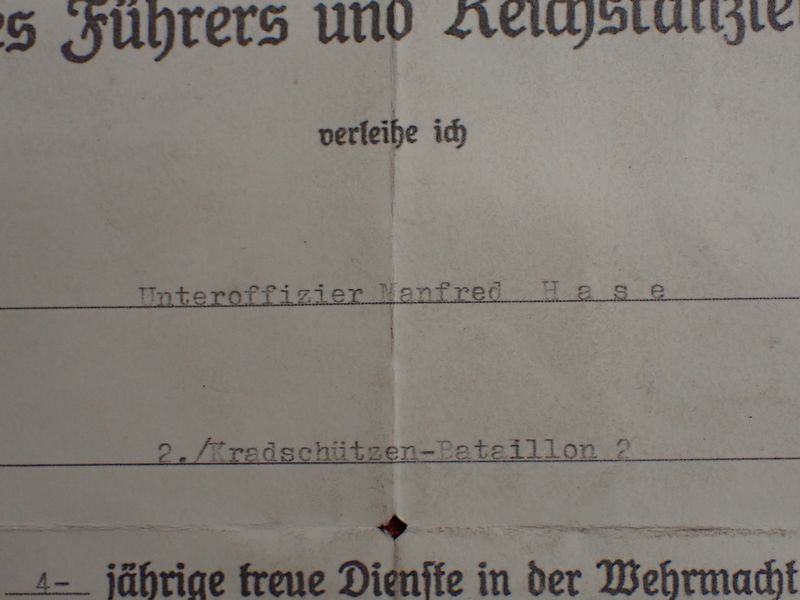 es Führers und Reichskanzle
verleihe ich
Unteroffizier Manfred H a s e
2./Kradschützen-Bataillon 2
4- jährige treue Dienste in der Wehrmacht